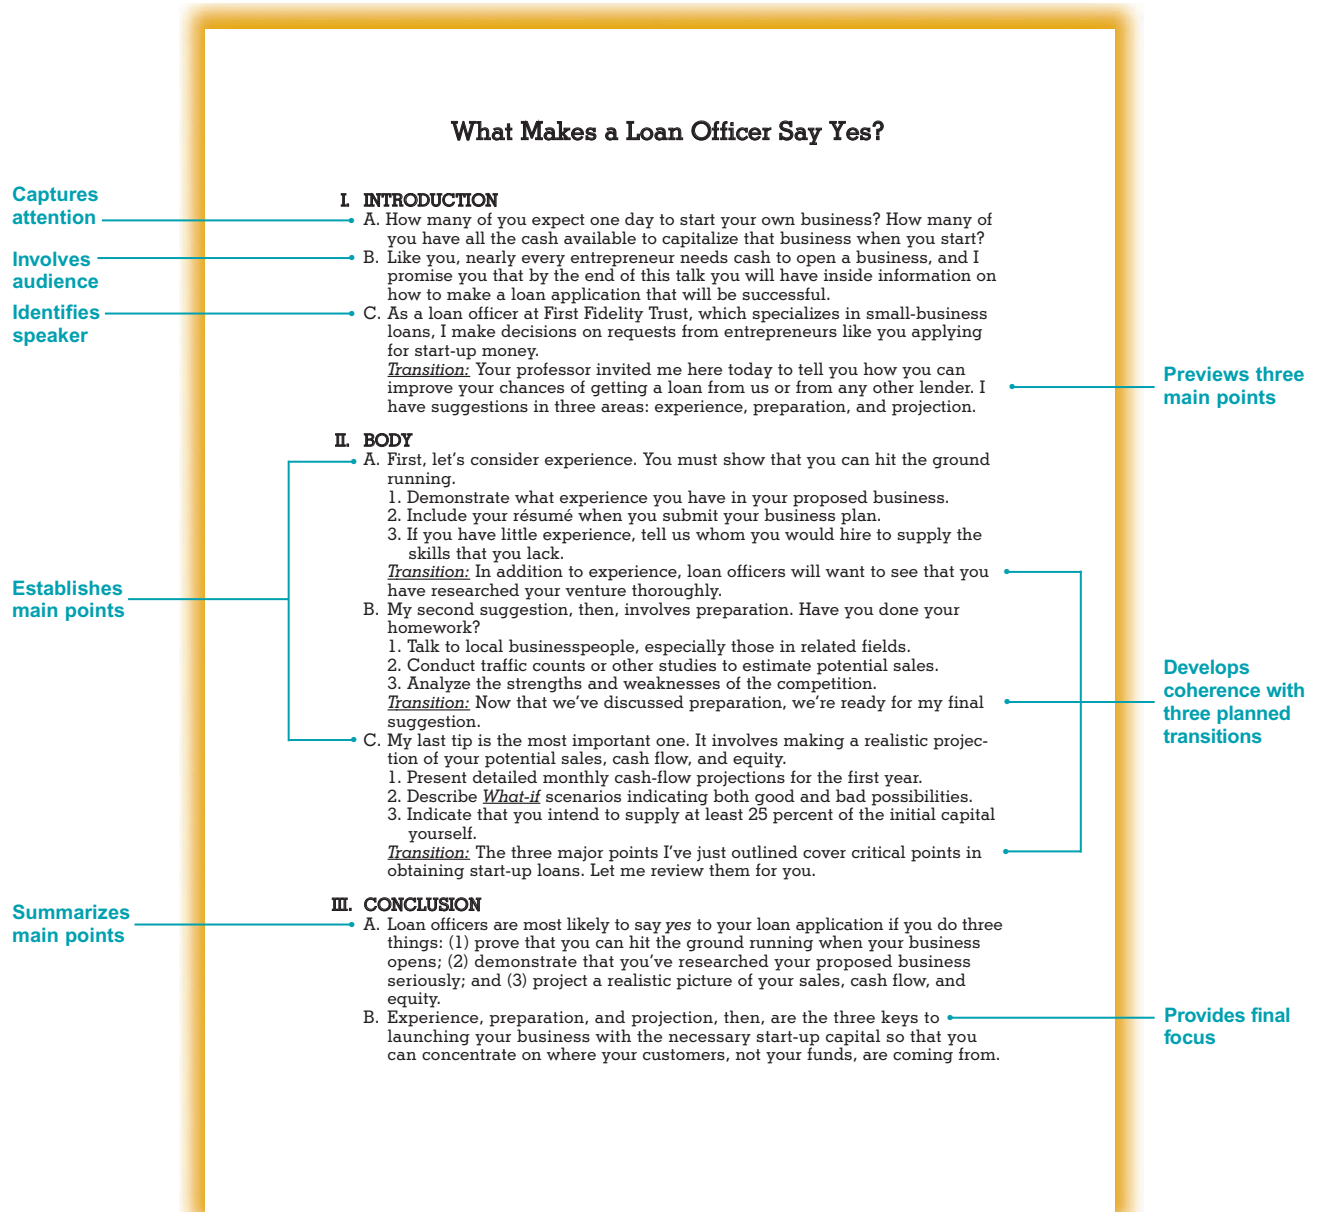 What Makes a Loan Officer Say Yes?
Captures
attention
Involves
audience
Identifies
speaker
I. INTRODUCTION
A. How many of you expect one day to start your own business? How many of
you have all the cash available to capitalize that business when you start?
B. Like you, nearly every entrepreneur needs cash to open a business, and I
promise you that by the end of this talk you will have inside information on
how to make a loan application that will be successful.
C. As a loan officer at First Fidelity Trust, which specializes in small-business
loans, I make decisions on requests from entrepreneurs like you applying
for start-up money.
Transition: Your professor invited me here today to tell you how you can
improve your chances of getting a loan from us or from any other lender. I
have suggestions in three areas: experience, preparation, and projection.
Previews three
main points
II. BODY
A. First, let's consider experience. You must show that you can hit the ground
running.
1. Demonstrate what experience you have in your proposed business.
2. Include your résumé when you submit your business plan.
3. If you have little experience, tell us whom you would hire to supply the
skills that you lack.
Transition: In addition to experience, loan officers will want to see that you
have researched your venture thoroughly.
Establishes
main points
B. My second suggestion, then, involves preparation. Have you done your
homework?
1. Talk to local businesspeople, especially those in related fields.
2. Conduct traffic counts or other studies to estimate potential sales.
3. Analyze the strengths and weaknesses of the competition.
Transition: Now that we've discussed preparation, we're ready for my final
suggestion.
Develops
coherence with
three planned
transitions
C. My last tip is the most important one. It involves making a realistic projec-
tion of your potential sales, cash flow, and equity.
1. Present detailed monthly cash-flow projections for the first year.
2. Describe What-if scenarios indicating both good and bad possibilities.
3. Indicate that you intend to supply at least 25 percent of the initial capital
yourself.
Transition: The three major points I've just outlined cover critical points in
obtaining start-up loans. Let me review them for you.
Summarizes
main points
III. CONCLUSION
A. Loan officers are most likely to say yes to your loan application if you do three
things: (1) prove that you can hit the ground running when your business
opens; (2) demonstrate that you've researched your proposed business
seriously; and (3) project a realistic picture of your sales, cash flow, and
equity.
B. Experience, preparation, and projection, then, are the three keys to
launching your business with the necessary start-up capital so that you
can concentrate on where your customers, not your funds, are coming from.
Provides final
focus